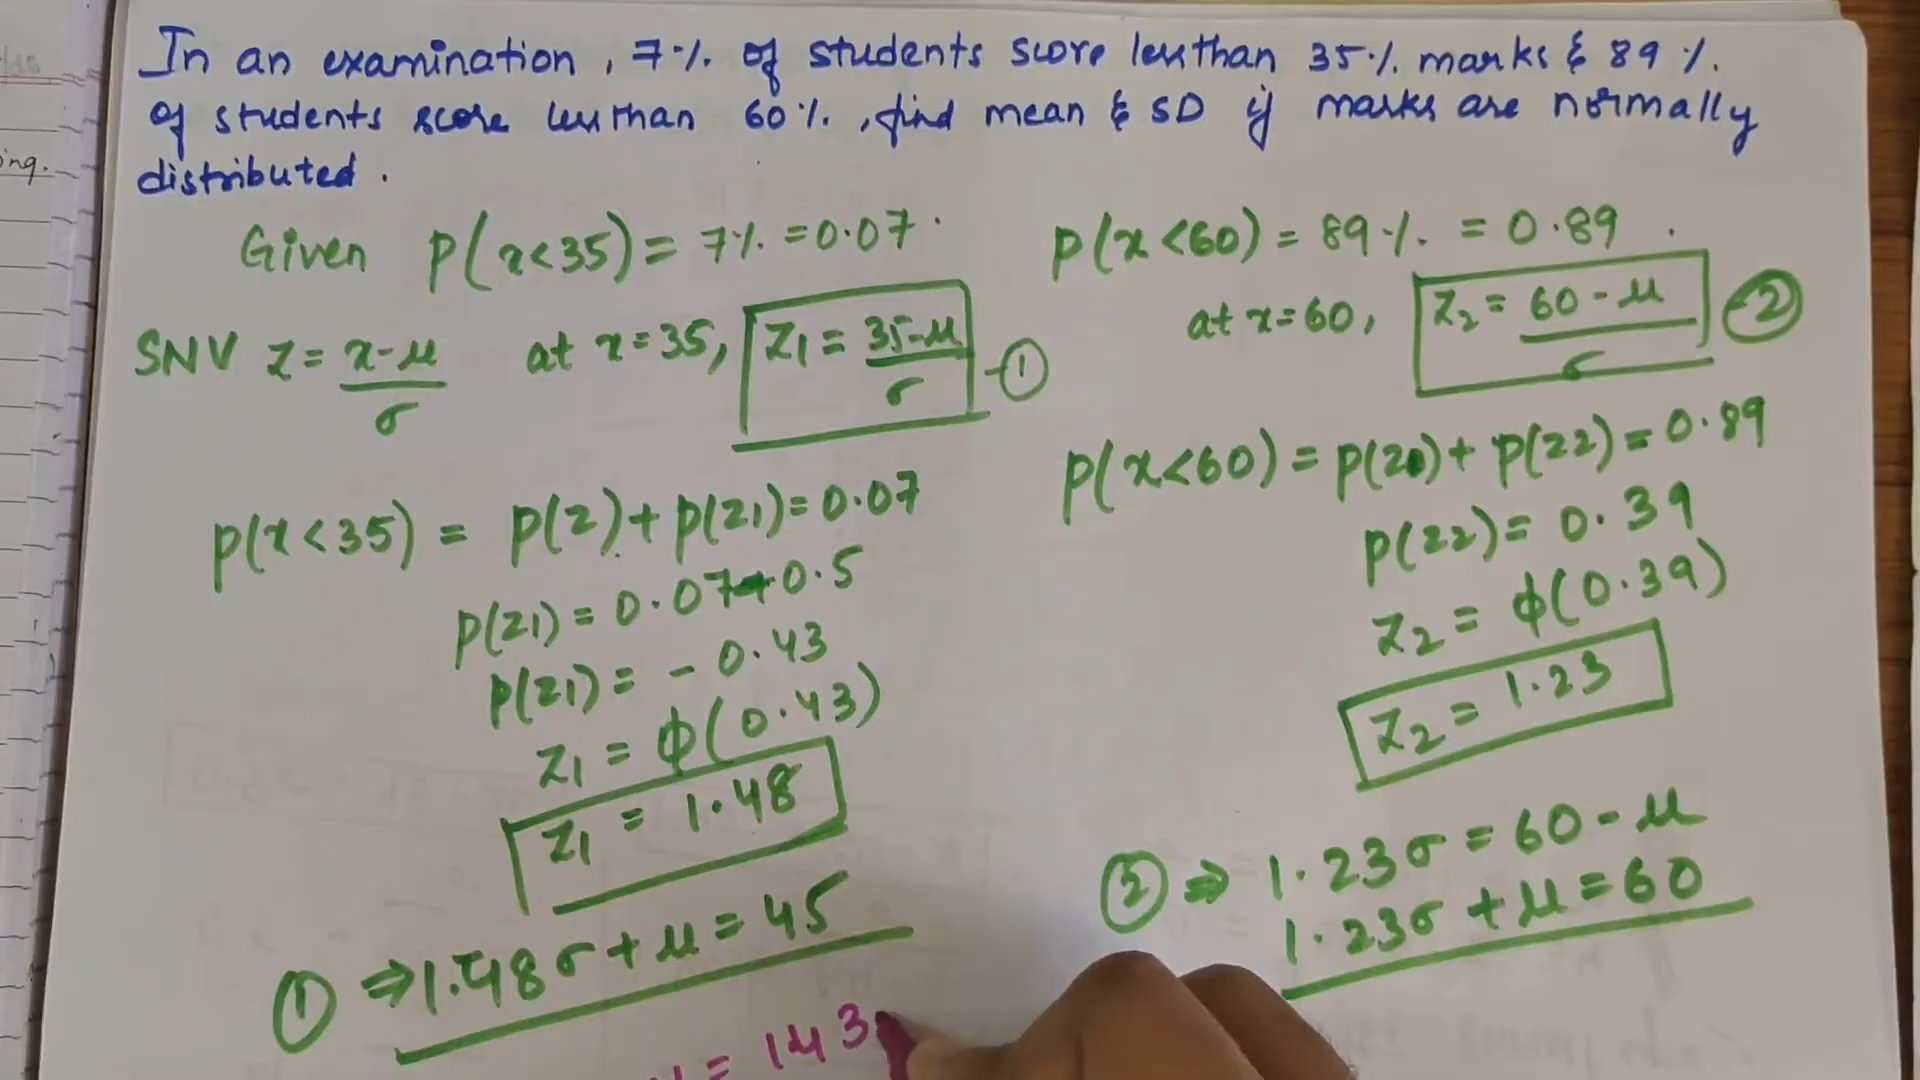 In an examination, 7% of students score less than 35% marks & 89%
of students score less than 60%, find mean & SD if marks are normally
distributed.
Given P(x<35) = 7% = 0.07
SNV z = x-μ / σ at x=35, z1 = 35-μ / σ -①
P(x<35) = P(z)+P(z1)=0.07
P(z1) = 0.07+0.5
P(z1) = -0.43
z1 = ϕ(0.43)
z1 = 1.48
① ⇒ 1.48σ+μ=45
P(x<60) = 89% = 0.89
at x=60, z2 = 60-μ / σ -②
P(x<60) = P(z0)+P(z2)=0.89
P(z2) = 0.39
z2 = ϕ(0.39)
z2 = 1.23
② ⇒ 1.23σ = 60-μ
1.23σ+μ=60
= 143
ing.